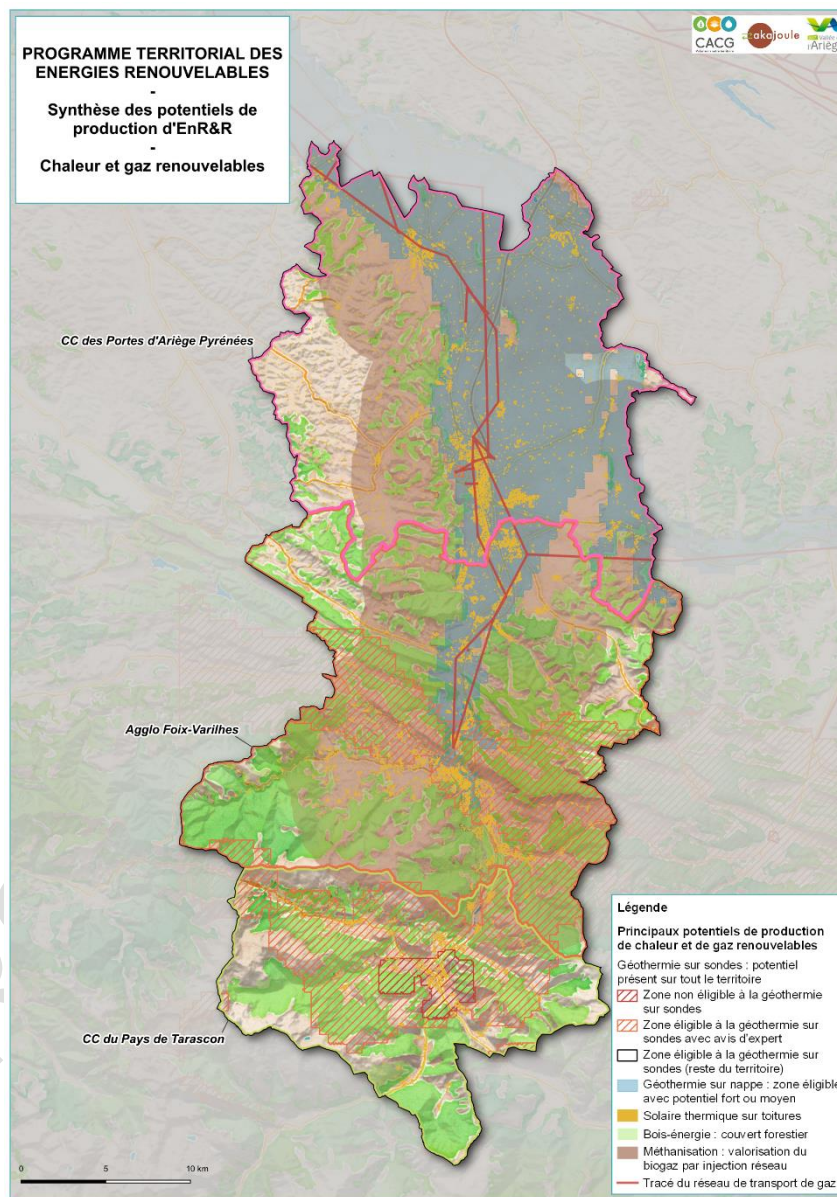 PROGRAMME TERRITORIAL DES
ENERGIES RENOUVELABLES
-
Synthèse des potentiels de
production d'EnR&R
-
Chaleur et gaz renouvelables
CACG
akajoule
l'Ariège
CC des Portes d'Ariège Pyrénées
Agglo Foix-Varilhes
CC du Pays de Tarascon
0 5 10 km
Légende
Principaux potentiels de production
de chaleur et de gaz renouvelables
Géothermie sur sondes : potentiel
présent sur tout le territoire
Zone non éligible à la géothermie
sur sondes
Zone éligible à la géothermie sur
sondes avec avis d'expert
Zone éligible à la géothermie sur
sondes (reste du territoire)
Géothermie sur nappe : zone éligible
avec potentiel fort ou moyen
Solaire thermique sur toitures
Bois-énergie : couvert forestier
Méthanisation : valorisation du
biogaz par injection réseau
Tracé du réseau de transport de gaz